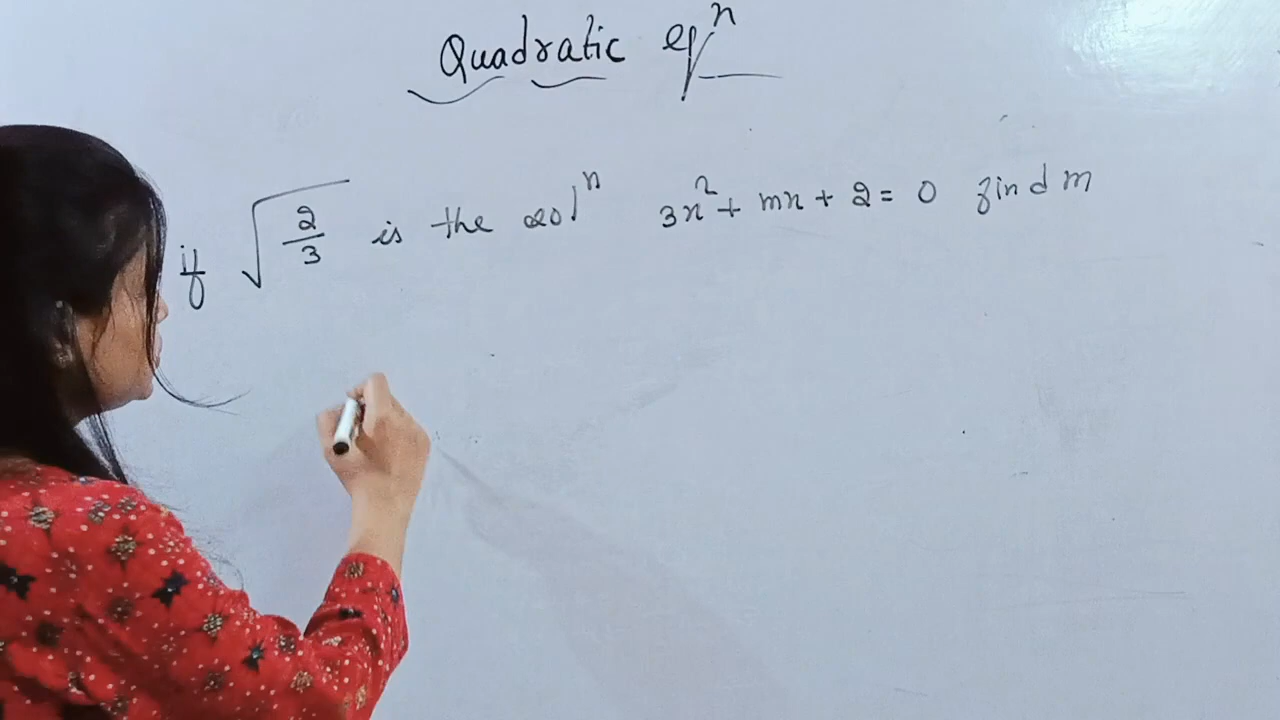 Quadratic eqⁿ
if √(2/3) is the solⁿ 3x² + mx + 2 = 0 find m